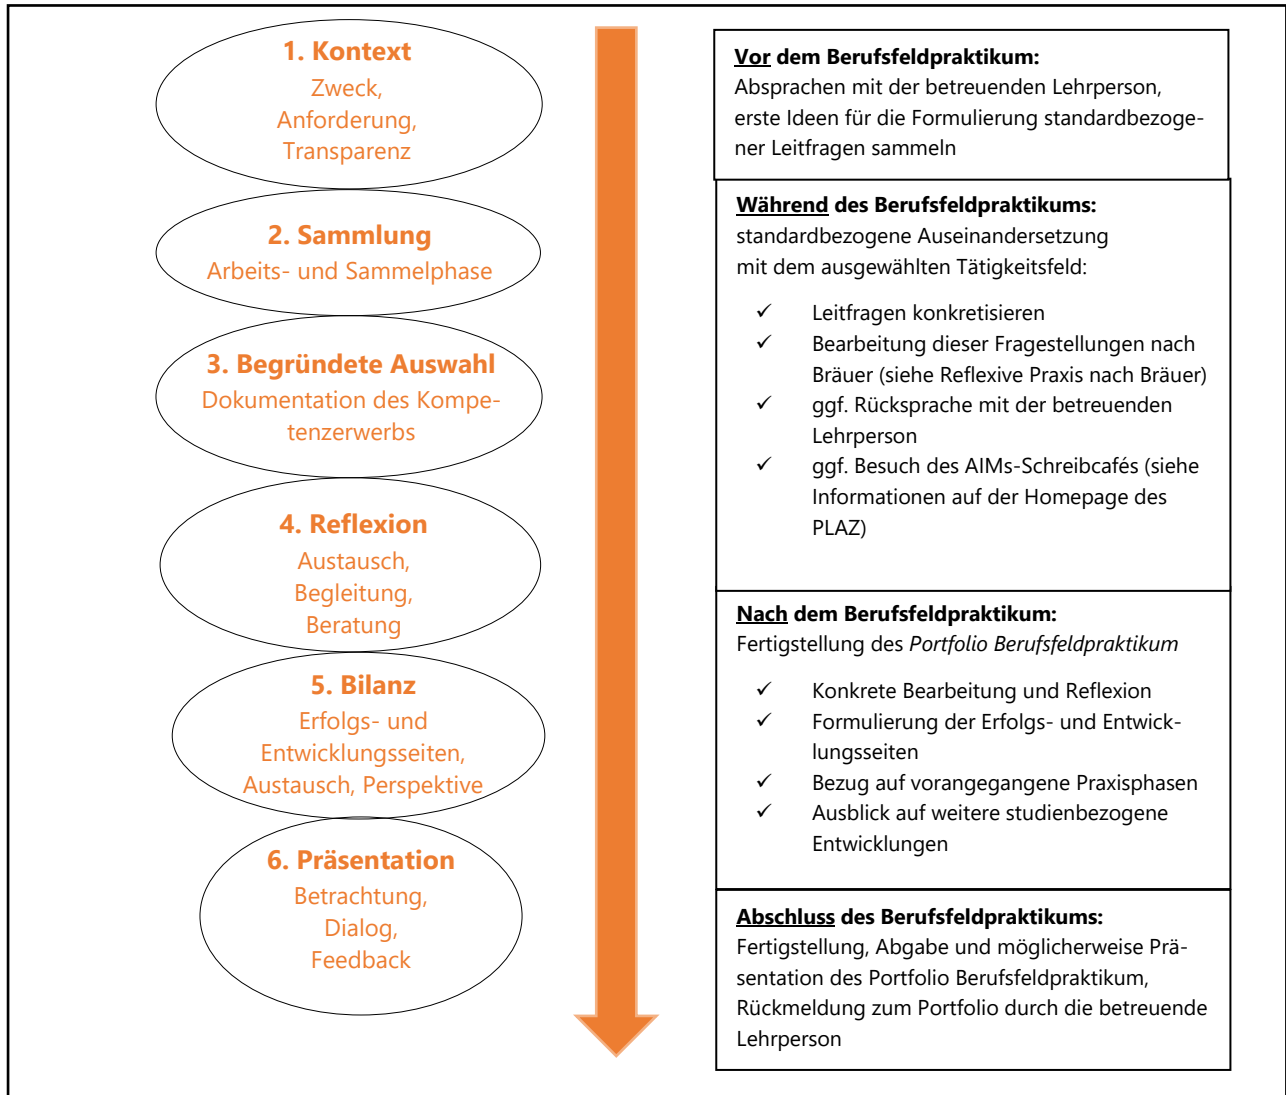 1. Kontext
Zweck,
Anforderung,
Transparenz
2. Sammlung
Arbeits- und Sammelphase
3. Begründete Auswahl
Dokumentation des Kompe-
tenzerwerbs
4. Reflexion
Austausch,
Begleitung,
Beratung
5. Bilanz
Erfolgs- und
Entwicklungsseiten,
Austausch, Perspektive
6. Präsentation
Betrachtung,
Dialog,
Feedback
Vor dem Berufsfeldpraktikum:
Absprachen mit der betreuenden Lehrperson,
erste Ideen für die Formulierung standardbezoge-
ner Leitfragen sammeln
Während des Berufsfeldpraktikums:
standardbezogene Auseinandersetzung
mit dem ausgewählten Tätigkeitsfeld:
✓ Leitfragen konkretisieren
✓ Bearbeitung dieser Fragestellungen nach
Bräuer (siehe Reflexive Praxis nach Bräuer)
✓ ggf. Rücksprache mit der betreuenden
Lehrperson
✓ ggf. Besuch des AIMs-Schreibcafés (siehe
Informationen auf der Homepage des
PLAZ)
Nach dem Berufsfeldpraktikum:
Fertigstellung des Portfolio Berufsfeldpraktikum
✓ Konkrete Bearbeitung und Reflexion
✓ Formulierung der Erfolgs- und Entwick-
lungsseiten
✓ Bezug auf vorangegangene Praxisphasen
✓ Ausblick auf weitere studienbezogene
Entwicklungen
Abschluss des Berufsfeldpraktikums:
Fertigstellung, Abgabe und möglicherweise Prä-
sentation des Portfolio Berufsfeldpraktikum,
Rückmeldung zum Portfolio durch die betreuende
Lehrperson